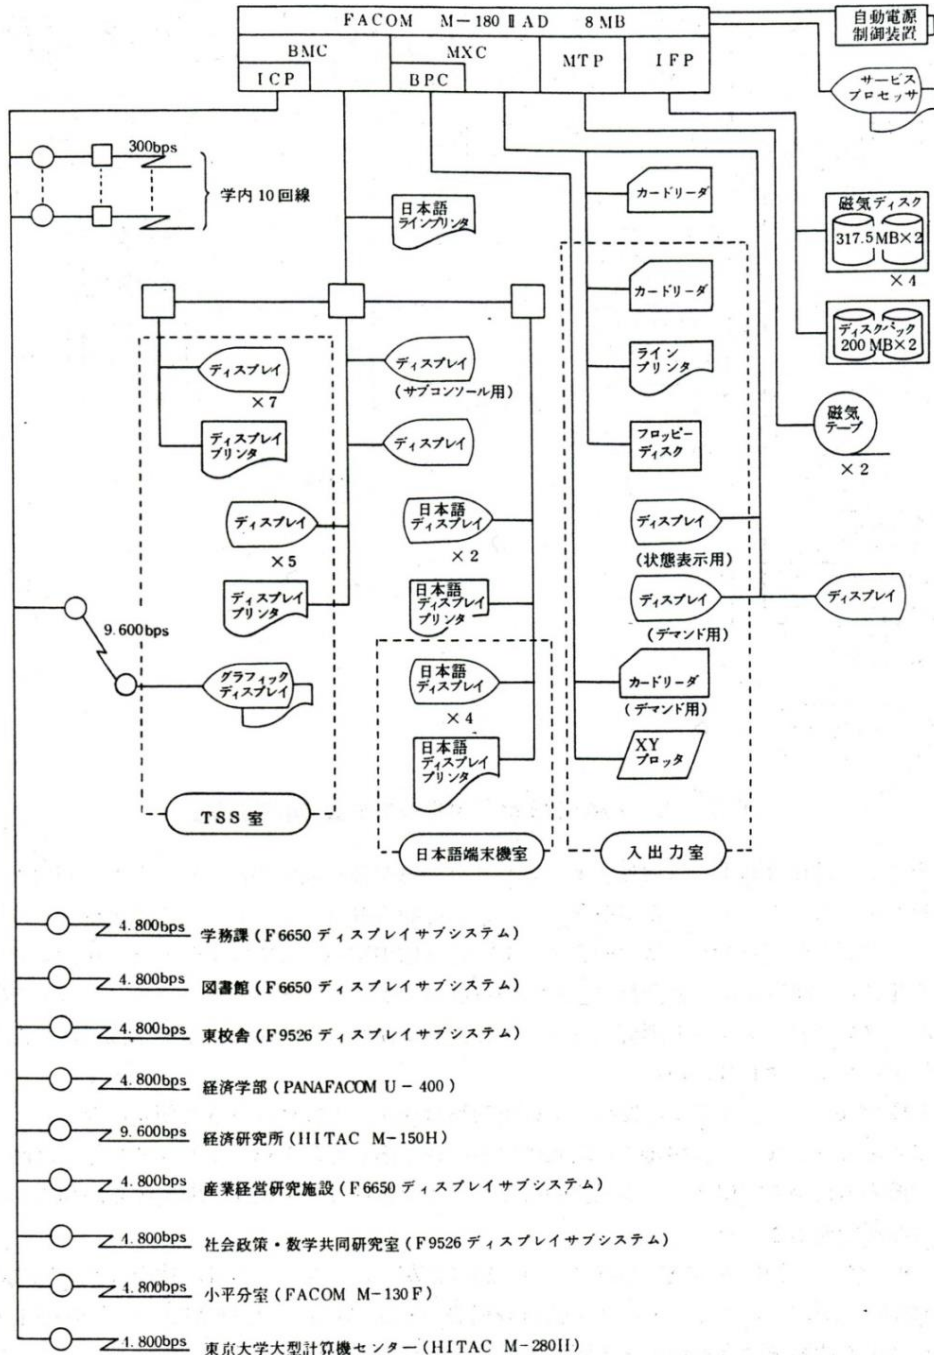 FACOM M-180ⅡAD 8MB
BMC
MXC
MTP
IFP
ICP
BPC
自動電源
制御装置
サービス
プロセッサ
300bps
学内10回線
日本語
ラインプリンタ
カードリーダ
磁気ディスク
317.5MB×2
×4
カードリーダ
ディスクパック
200MB×2
ディスプレイ
×7
ディスプレイ
(サブコンソール用)
ライン
プリンタ
磁気
テープ
×2
ディスプレイ
プリンタ
ディスプレイ
フロッピー
ディスク
ディスプレイ
×5
日本語
ディスプレイ
×2
ディスプレイ
(状態表示用)
ディスプレイ
プリンタ
日本語
ディスプレイ
プリンタ
ディスプレイ
(デマンド用)
ディスプレイ
9.600bps
グラフィック
ディスプレイ
日本語
ディスプレイ
×4
カードリーダ
(デマンド用)
日本語
ディスプレイ
プリンタ
XY
プロッタ
TSS室
日本語端末機室
入出力室
4.800bps 学務課(F6650ディスプレイサブシステム)
4.800bps 図書館(F6650ディスプレイサブシステム)
4.800bps 東校舎(F9526ディスプレイサブシステム)
4.800bps 経済学部(PANAFACOM U-400)
9.600bps 経済研究所(HITAC M-150H)
4.800bps 産業経営研究施設(F6650ディスプレイサブシステム)
4.800bps 社会政策・数学共同研究室(F9526ディスプレイサブシステム)
4.800bps 小平分室(FACOM M-130F)
4.800bps 東京大学大型計算機センター(HITAC M-280H)